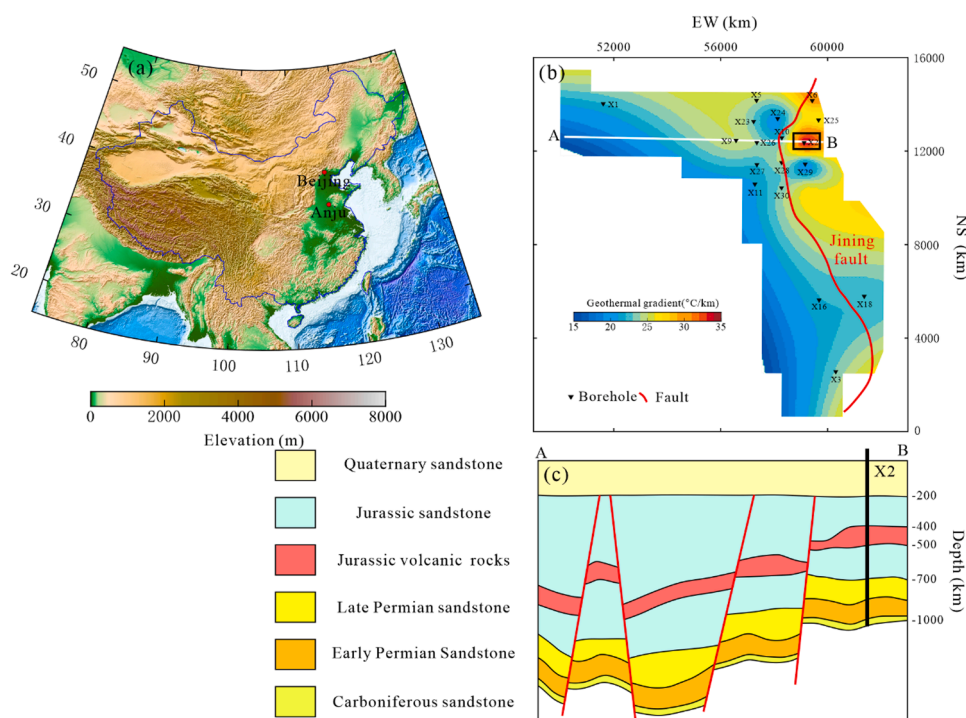 (a)
50
40
30
20
80
90
100
110
120
130
Beijing
Anju
0
2000
4000
6000
8000
Elevation (m)
EW (km)
52000
56000
60000
(b)
16000
12000
8000
4000
0
NS (km)
A
B
X1
X5
X6
X23
X24
X25
X9
X10
X26
X27
X28
X29
X11
X30
X16
X18
X3
Jining
fault
Geothermal gradient(°C/km)
15
20
25
30
35
Borehole
Fault
Quaternary sandstone
Jurassic sandstone
Jurassic volcanic rocks
Late Permian sandstone
Early Permian Sandstone
Carboniferous sandstone
A
B
(c)
X2
-200
-400
-500
-700
-1000
Depth (km)